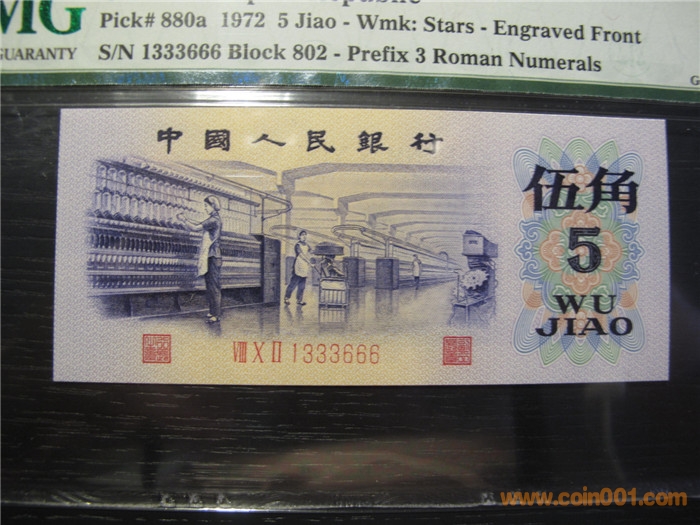 MG
GUARANTY
Pick# 880a 1972 5 Jiao - Wmk: Stars - Engraved Front
S/N 1333666 Block 802 - Prefix 3 Roman Numerals
G
中國人民銀行
伍角
5
WU
JIAO
VIII X II 1333666
www.coin001.com